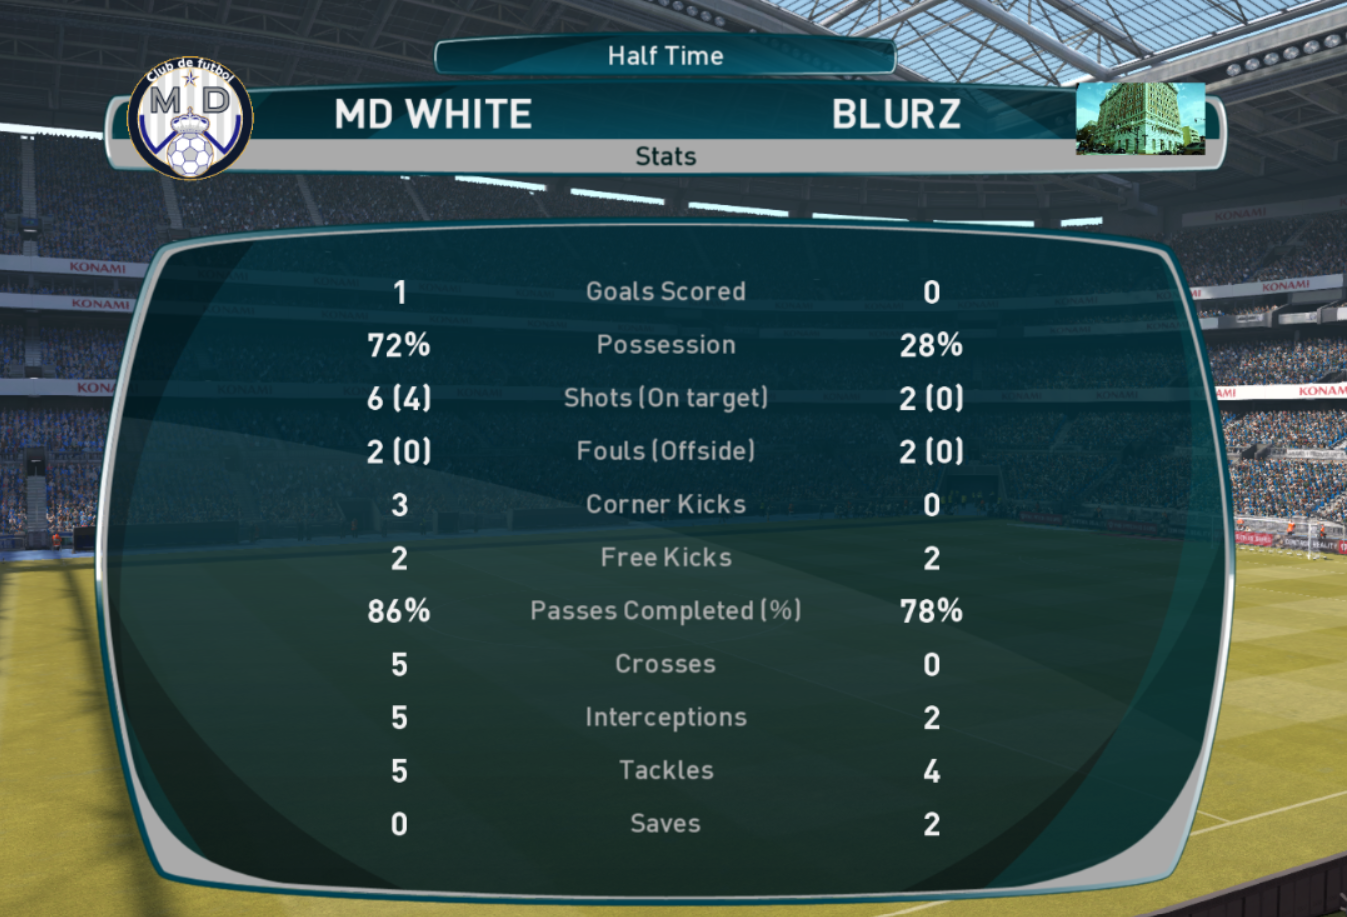 Half Time
Club de futbol
MD
MD WHITE BLURZ
Stats
KONAMI
KONAMI
KONAMI
KONAMI
KONAMI
1 Goals Scored 0
72% Possession 28%
6 (4) Shots (On target) 2 (0)
2 (0) Fouls (Offside) 2 (0)
3 Corner Kicks 0
2 Free Kicks 2
86% Passes Completed (%) 78%
5 Crosses 0
5 Interceptions 2
5 Tackles 4
0 Saves 2